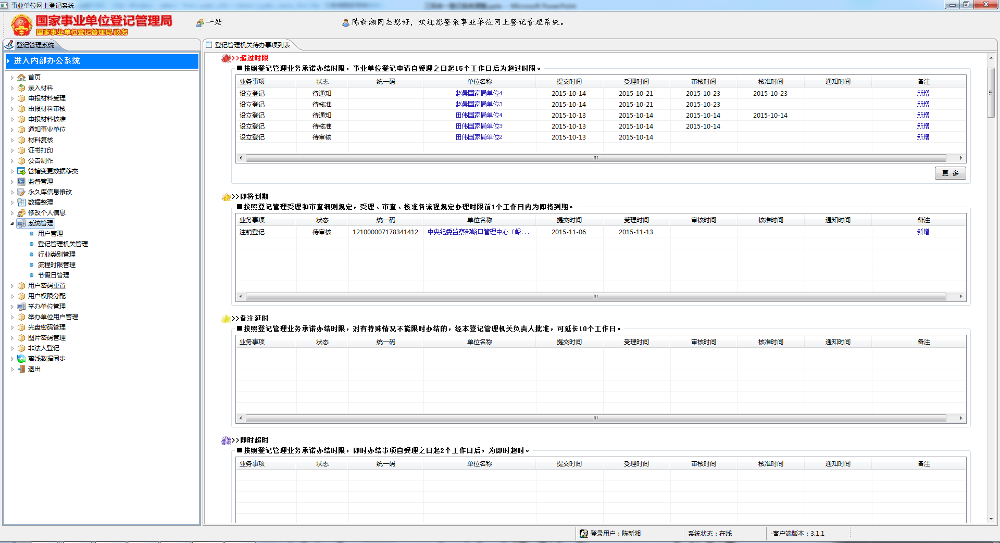 事业单位网上登记系统
国家事业单位登记管理局
国家事业单位登记管理局.政务
一处
陈新湘同志您好，欢迎您登录事业单位网上登记管理系统。
登记管理系统
进入内部办公系统
首页
录入材料
申报材料受理
申报材料审核
申报材料核准
通知事业单位
材料复核
证书打印
公告制作
管辖变更数据移交
监督管理
永久库信息修改
数据整理
修改个人信息
系统管理
用户管理
登记管理机关管理
行业类别管理
流程时限管理
节假日管理
用户密码重置
用户权限分配
举办单位管理
举办单位用户管理
光盘密码管理
图片密码管理
非法人登记
离线数据同步
退出
登记管理机关待办事项列表
>>超过时限
■按照登记管理业务承诺办结时限，事业单位登记申请自受理之日起15个工作日后为超过时限。
业务事项 状态 统一码 单位名称 提交时间 受理时间 审核时间 核准时间 通知时间 备注
设立登记 待通知 赵晨国家局单位4 2015-10-14 2015-10-21 2015-10-23 2015-10-23 新增
设立登记 待核准 赵晨国家局单位3 2015-10-14 2015-10-21 2015-10-23 新增
设立登记 待通知 田伟国家局单位4 2015-10-13 2015-10-14 2015-10-14 2015-10-14 新增
设立登记 待核准 田伟国家局单位3 2015-10-13 2015-10-14 2015-10-14 新增
设立登记 待审核 田伟国家局单位2 2015-10-13 2015-10-14 新增
更 多
>>即将到期
■按照登记管理受理和审查细则规定，受理、审查、核准各流程规定办理时限前1个工作日内为即将到期。
业务事项 状态 统一码 单位名称 提交时间 受理时间 审核时间 核准时间 通知时间 备注
注销登记 待审核 121000007178341412 中央纪委监察部峪口管理中心（峪... 2015-11-06 2015-11-13 新增
>>备注延时
■按照登记管理业务承诺办结时限，对有特殊情况不能限时办结的，经本登记管理机关负责人批准，可延长10个工作日。
业务事项 状态 统一码 单位名称 提交时间 受理时间 审核时间 核准时间 通知时间 备注
>>即时超时
■按照登记管理业务承诺办结时限，即时办结事项自受理之日起2个工作日后，为即时超时。
业务事项 状态 统一码 单位名称 提交时间 受理时间 审核时间 核准时间 通知时间 备注
登录用户：陈新湘
系统状态：在线
-客户端版本：3.1.1